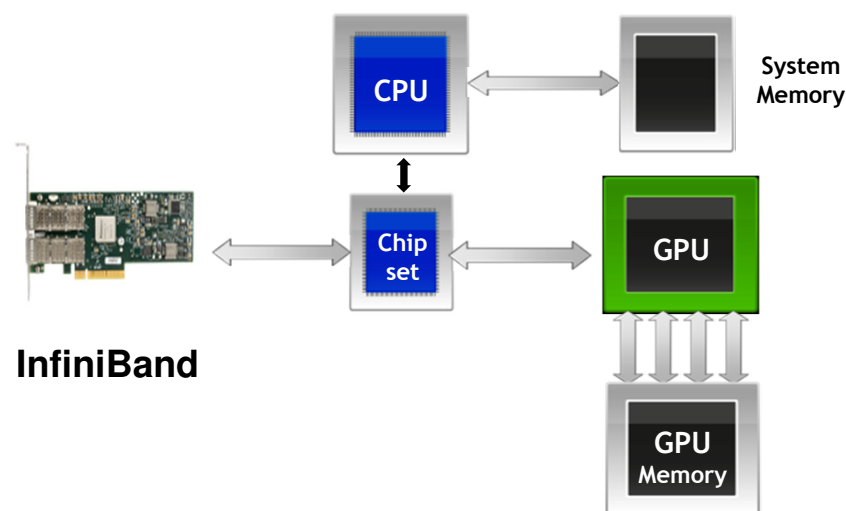 CPU
System
Memory
Chip
set
GPU
InfiniBand
GPU
Memory